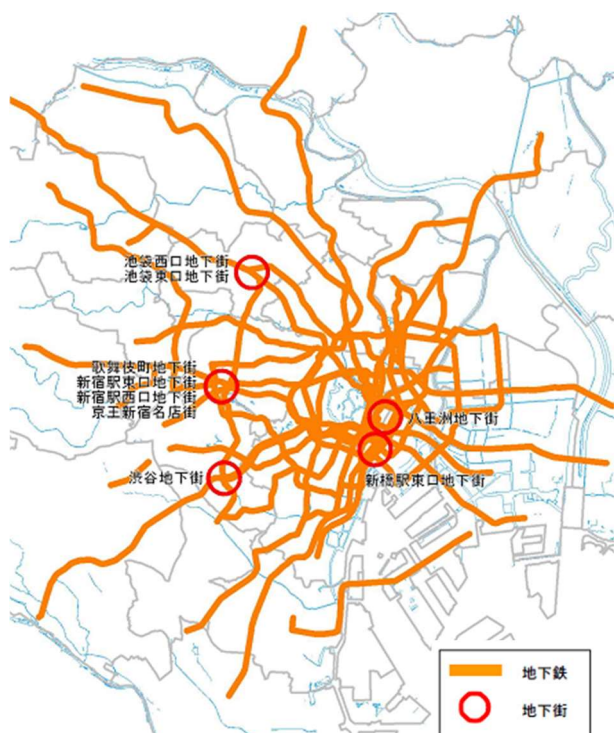 池袋西口地下街
池袋東口地下街
歌舞伎町地下街
新宿駅東口地下街
新宿駅西口地下街
京王新宿名店街
八重洲地下街
渋谷地下街
新橋駅東口地下街
地下鉄
地下街